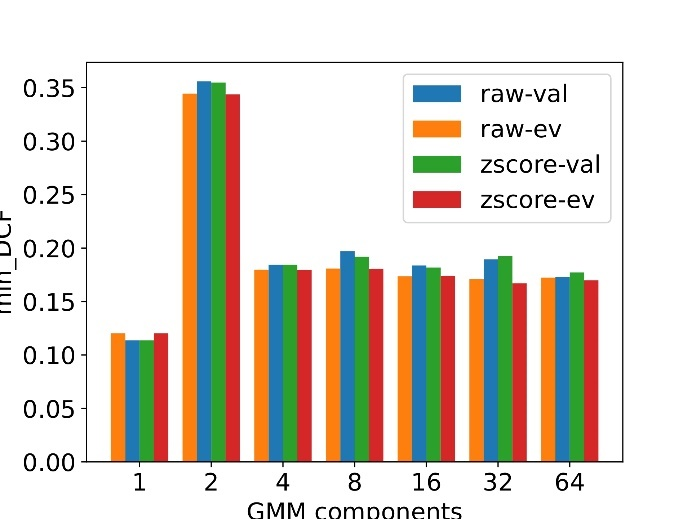 min_DCF
0.35
0.30
0.25
0.20
0.15
0.10
0.05
0.00
raw-val
raw-ev
zscore-val
zscore-ev
1 2 4 8 16 32 64
GMM components